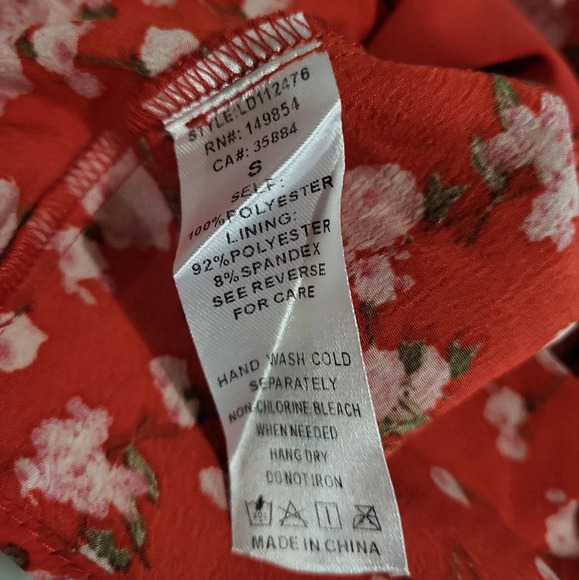 STYLE:LD112476
RN#: 149854
CA#: 35884
S
SELF:
100%POLYESTER
LINING:
92%POLYESTER
8%SPANDEX
SEE REVERSE
FOR CARE
HAND WASH COLD
SEPARATELY
NON-CHLORINE BLEACH
WHEN NEEDED
HANG DRY
DO NOT IRON
MADE IN CHINA